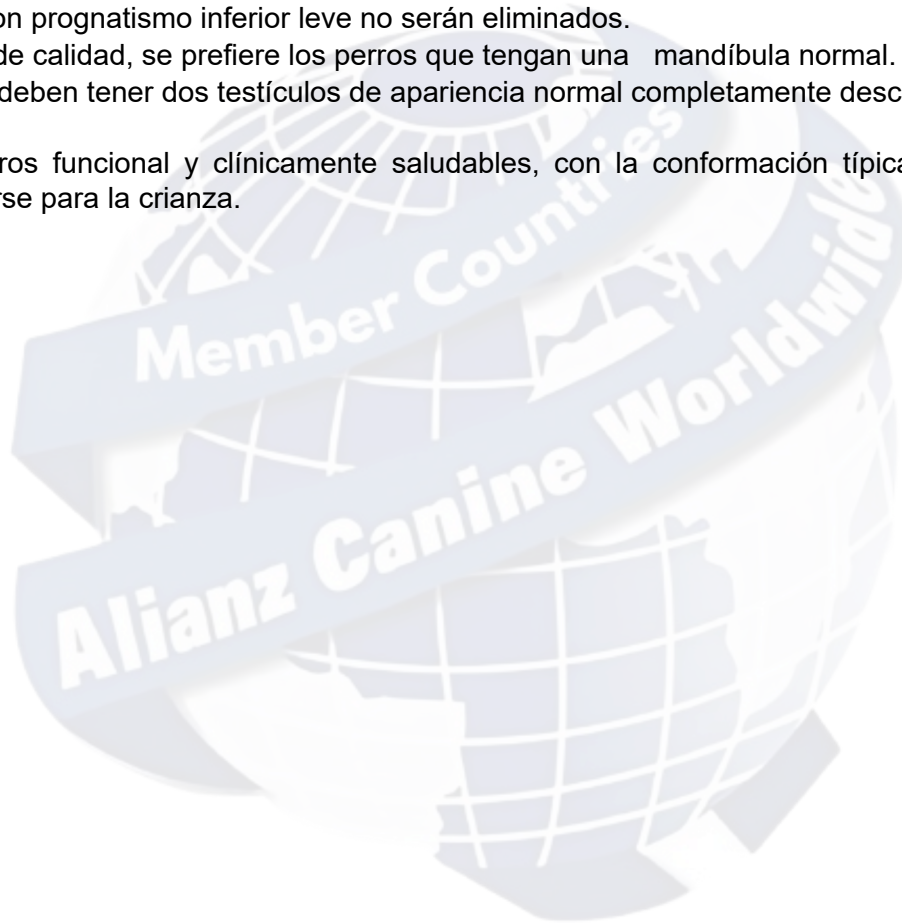 on prognatismo inferior leve no serán eliminados.
de calidad, se prefiere los perros que tengan una mandíbula normal.
deben tener dos testículos de apariencia normal completamente desc
ros funcional y clínicamente saludables, con la conformación típica
rse para la crianza.
Member Countries
Alianz Canine Worldwide